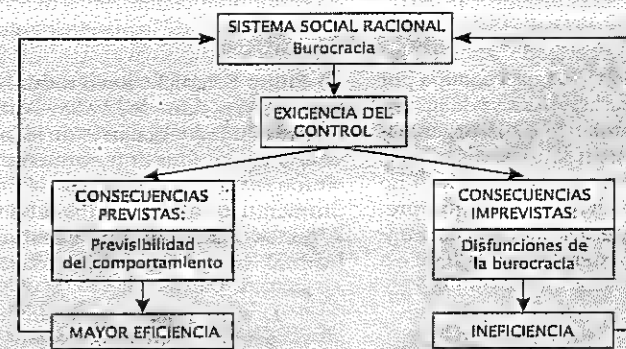 SISTEMA SOCIAL RACIONAL
Burocracia
EXIGENCIA DEL
CONTROL
CONSECUENCIAS
PREVISTAS:
Previsibilidad
del comportamiento
MAYOR EFICIENCIA
CONSECUENCIAS
IMPREVISTAS:
Disfunciones de
la burocracia
INEFICIENCIA